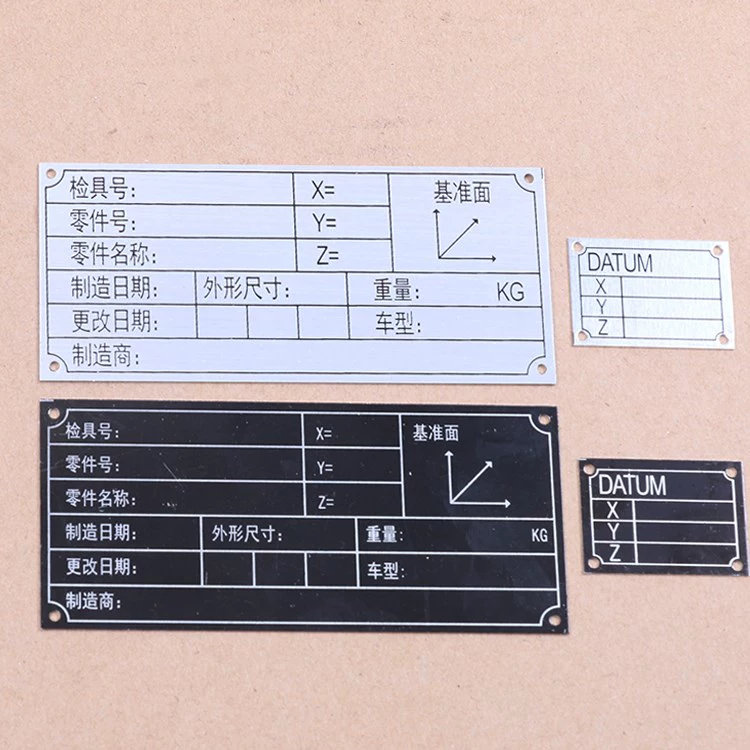 检具号: X= 基准面
零件号: Y=
零件名称: Z=
制造日期: 外形尺寸: 重量: KG
更改日期: 车型:
制造商:
DATUM
X
Y
Z
检具号: X= 基准面
零件号: Y=
零件名称: Z=
制造日期: 外形尺寸: 重量: KG
更改日期: 车型:
制造商:
DATUM
X
Y
Z